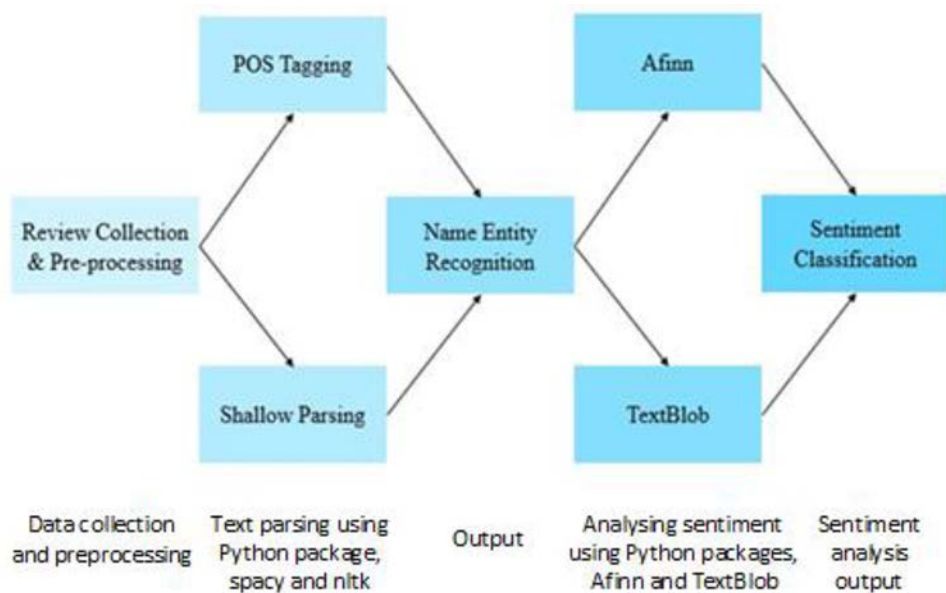 POS Tagging
Afinn
Review Collection
& Pre-processing
Name Entity
Recognition
Sentiment
Classification
Shallow Parsing
TextBlob
Data collection
and preprocessing
Text parsing using
Python package,
spacy and nltk
Output
Analysing sentiment
using Python packages,
Afinn and TextBlob
Sentiment
analysis
output